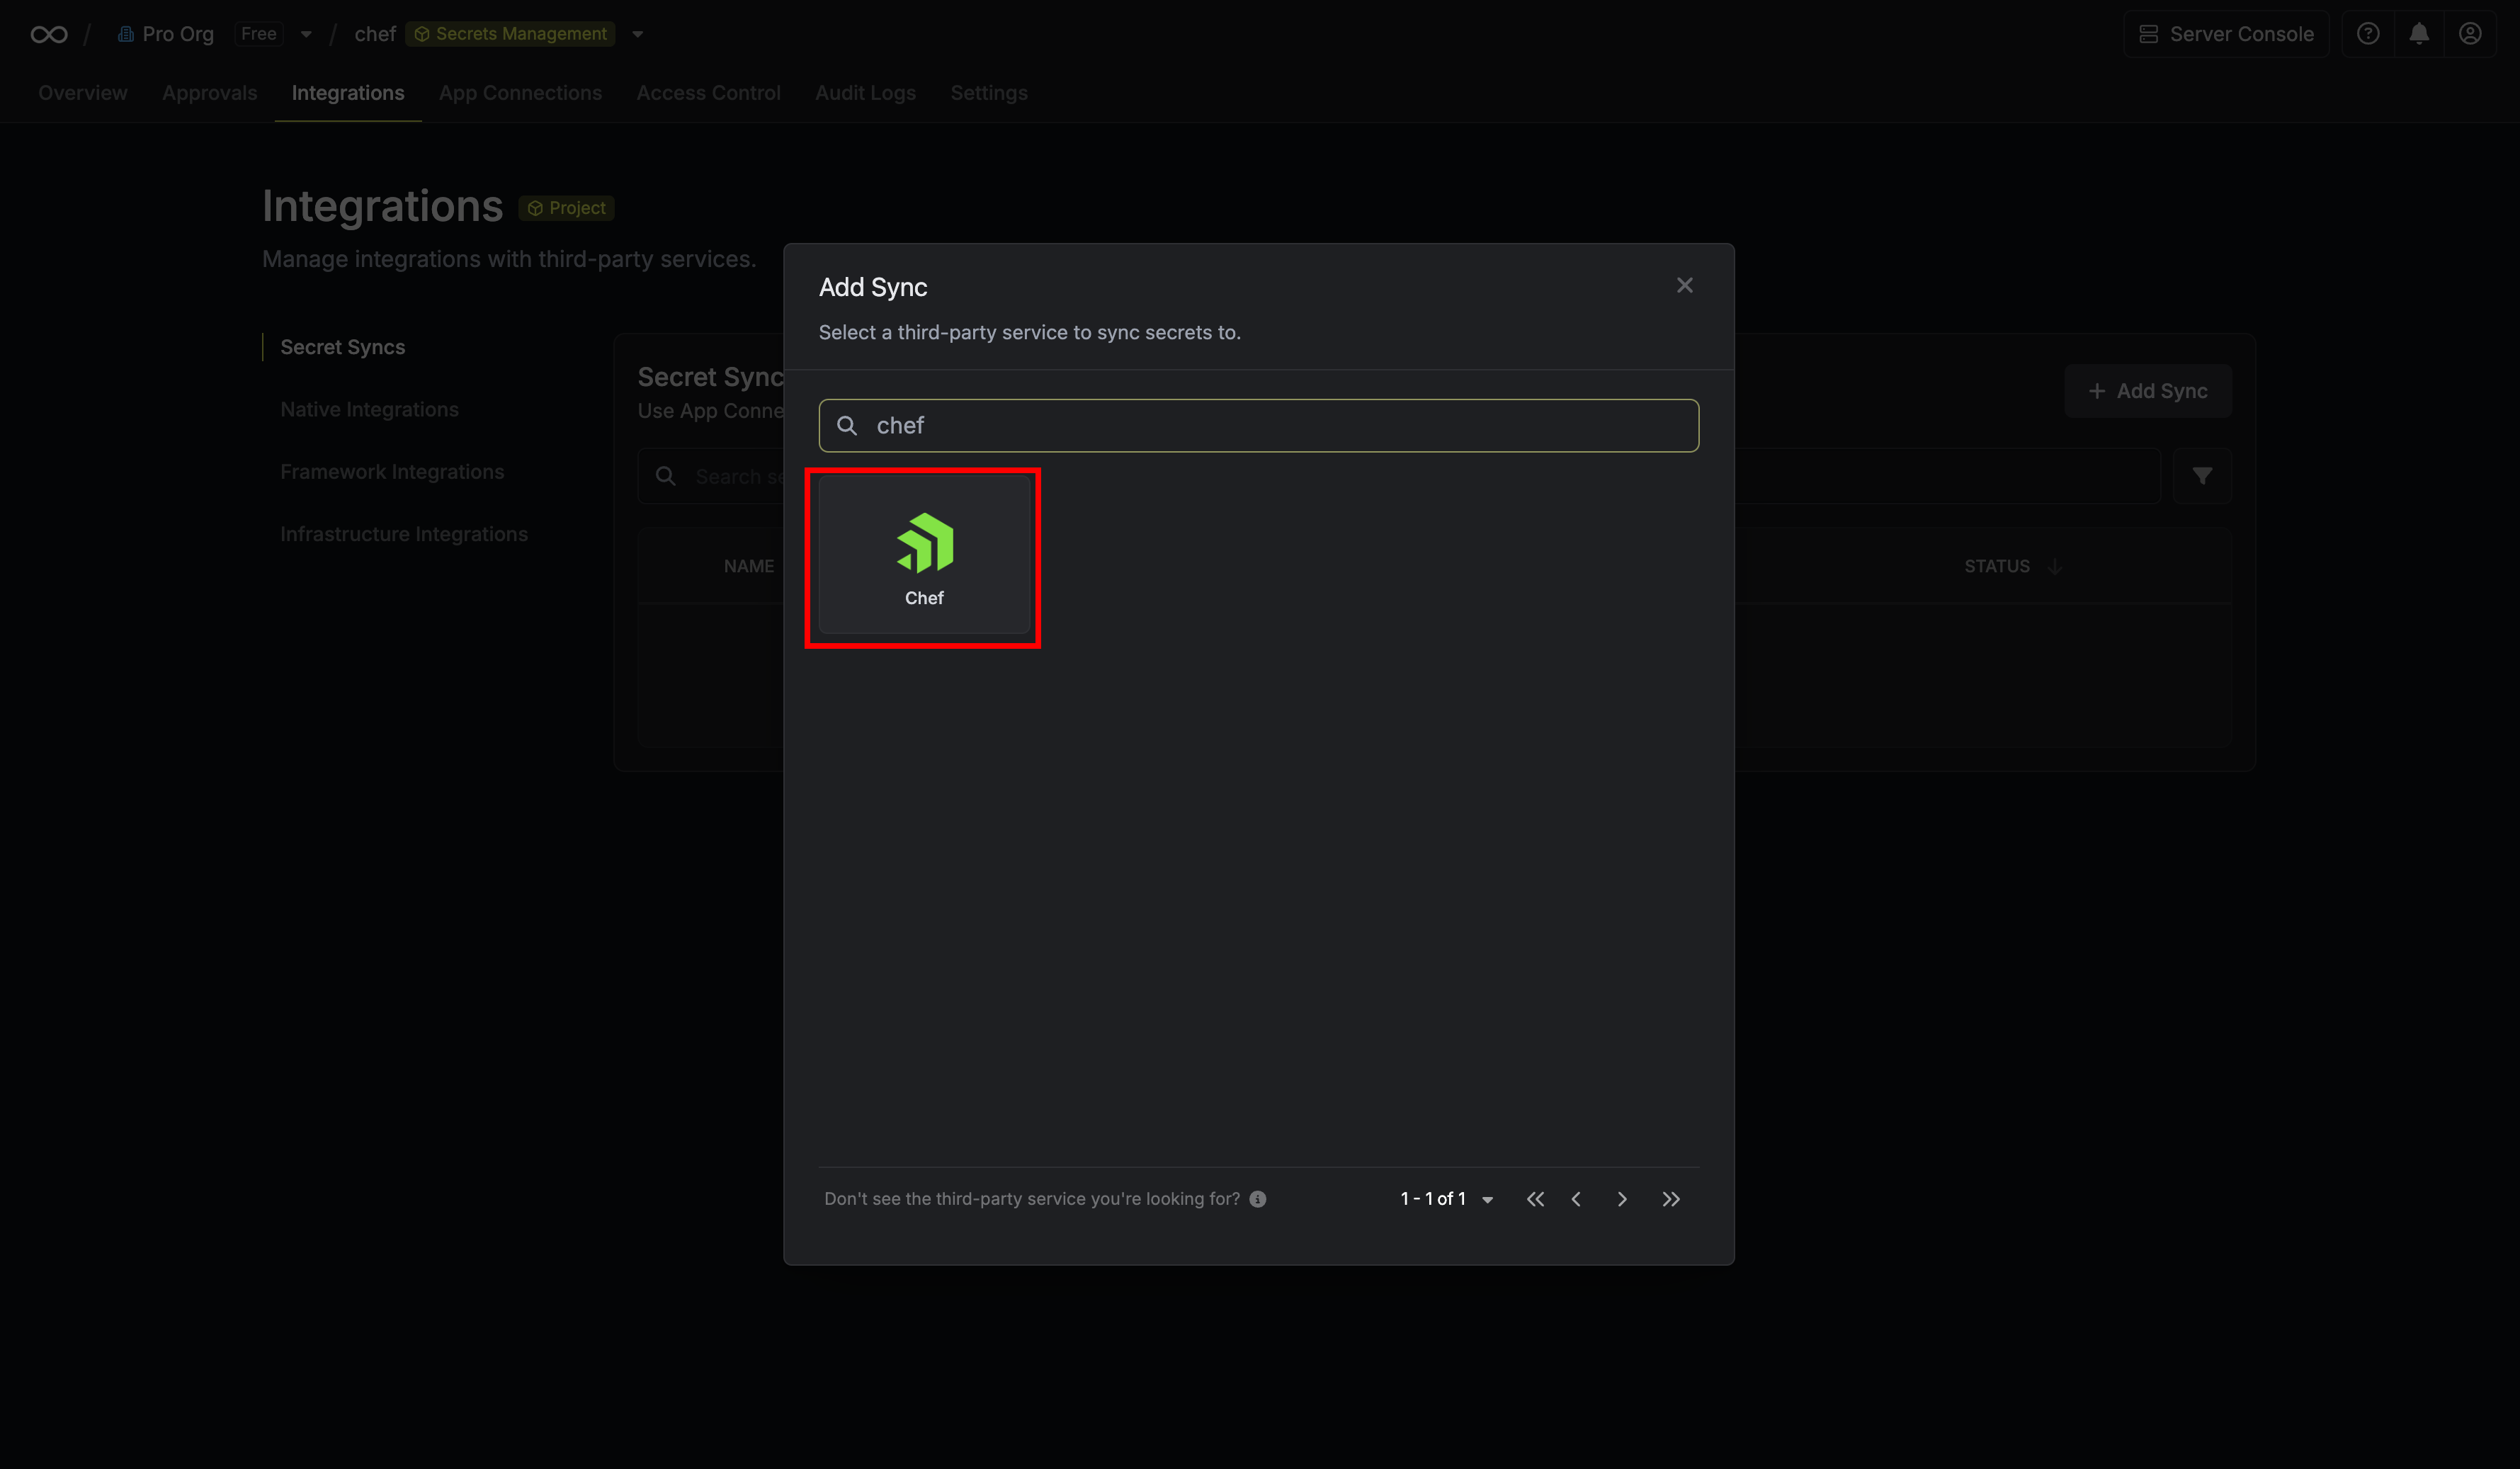 Pro Org Free chef Secrets Management Server Console
Overview Approvals Integrations App Connections Access Control Audit Logs Settings
Integrations Project
Manage integrations with third-party services.
Secret Syncs
Native Integrations
Framework Integrations
Infrastructure Integrations
Secret Sync
Use App Conne
Add Sync
Search se
NAME
STATUS
Add Sync
Select a third-party service to sync secrets to.
chef
Chef
Don't see the third-party service you're looking for? 1 - 1 of 1